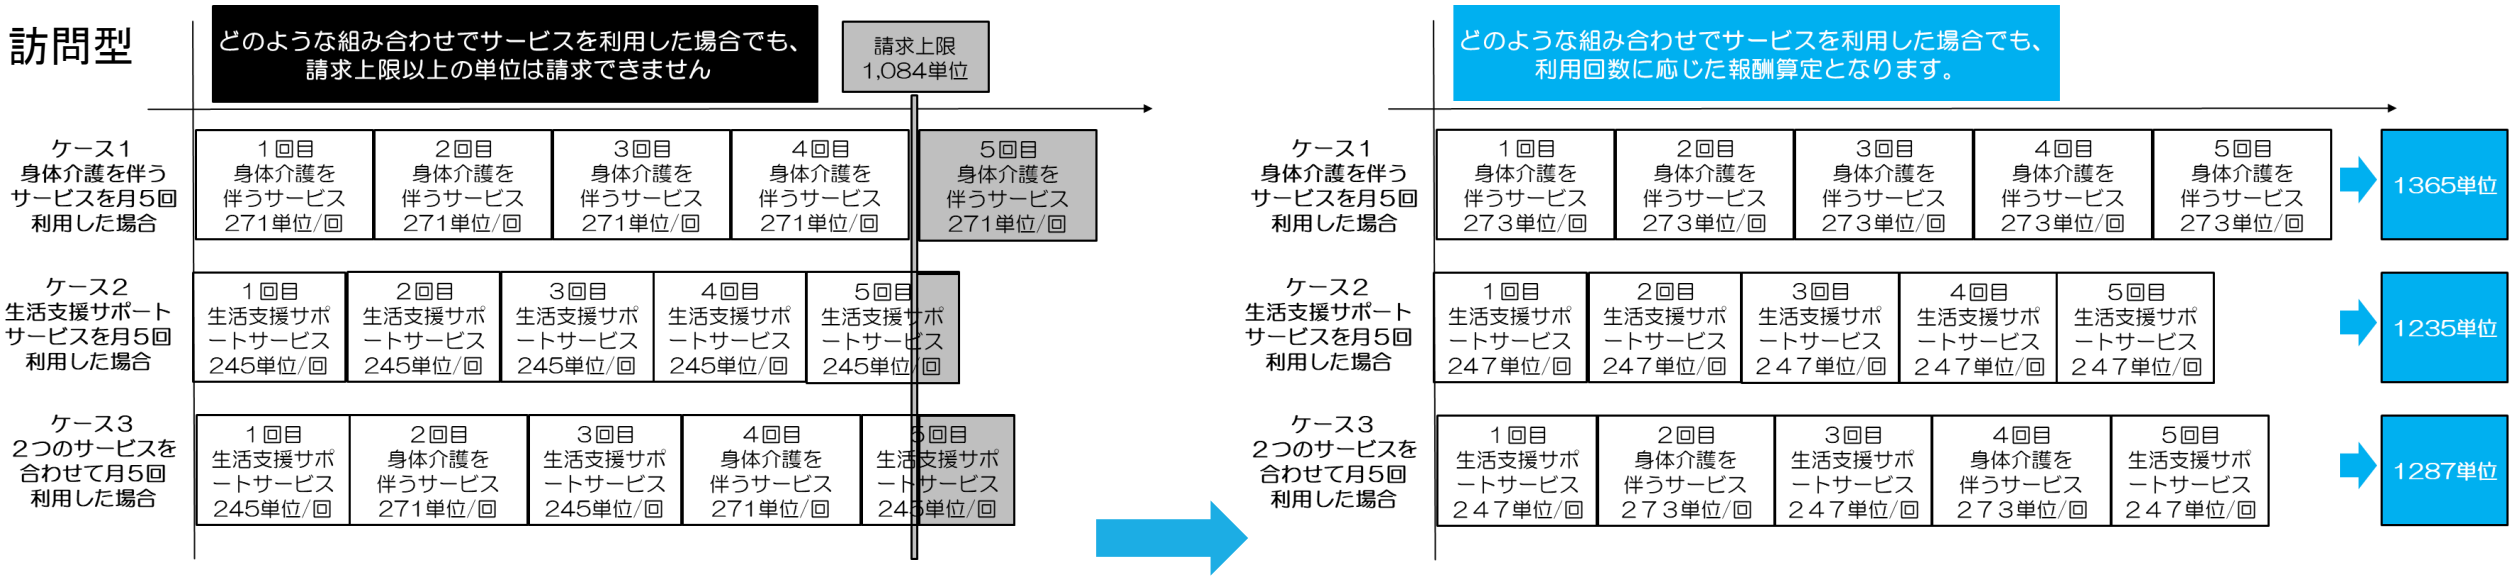 訪問型
どのような組み合わせでサービスを利用した場合でも、
請求上限以上の単位は請求できません
請求上限
1,084単位
ケース1
身体介護を伴う
サービスを月5回
利用した場合
1回目
身体介護を
伴うサービス
271単位/回
2回目
身体介護を
伴うサービス
271単位/回
3回目
身体介護を
伴うサービス
271単位/回
4回目
身体介護を
伴うサービス
271単位/回
5回目
身体介護を
伴うサービス
271単位/回
ケース2
生活支援サポート
サービスを月5回
利用した場合
1回目
生活支援サポ
ートサービス
245単位/回
2回目
生活支援サポ
ートサービス
245単位/回
3回目
生活支援サポ
ートサービス
245単位/回
4回目
生活支援サポ
ートサービス
245単位/回
5回目
生活支援サポ
ートサービス
245単位/回
ケース3
2つのサービスを
合わせて月5回
利用した場合
1回目
生活支援サポ
ートサービス
245単位/回
2回目
身体介護を
伴うサービス
271単位/回
3回目
生活支援サポ
ートサービス
245単位/回
4回目
身体介護を
伴うサービス
271単位/回
5回目
生活支援サポ
ートサービス
245単位/回
どのような組み合わせでサービスを利用した場合でも、
利用回数に応じた報酬算定となります。
ケース1
身体介護を伴う
サービスを月5回
利用した場合
1回目
身体介護を
伴うサービス
273単位/回
2回目
身体介護を
伴うサービス
273単位/回
3回目
身体介護を
伴うサービス
273単位/回
4回目
身体介護を
伴うサービス
273単位/回
5回目
身体介護を
伴うサービス
273単位/回
1365単位
ケース2
生活支援サポート
サービスを月5回
利用した場合
1回目
生活支援サポ
ートサービス
247単位/回
2回目
生活支援サポ
ートサービス
247単位/回
3回目
生活支援サポ
ートサービス
247単位/回
4回目
生活支援サポ
ートサービス
247単位/回
5回目
生活支援サポ
ートサービス
247単位/回
1235単位
ケース3
2つのサービスを
合わせて月5回
利用した場合
1回目
生活支援サポ
ートサービス
247単位/回
2回目
身体介護を
伴うサービス
273単位/回
3回目
生活支援サポ
ートサービス
247単位/回
4回目
身体介護を
伴うサービス
273単位/回
5回目
生活支援サポ
ートサービス
247単位/回
1287単位